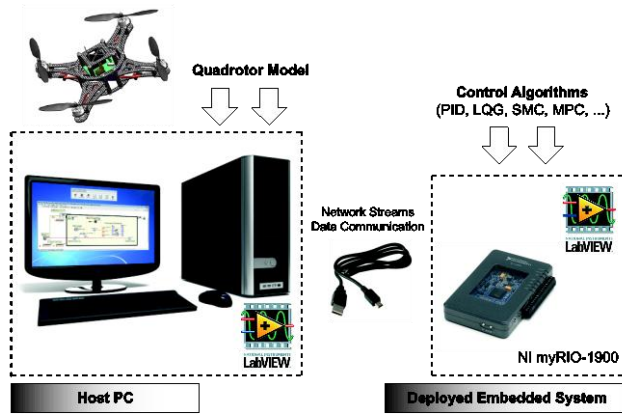 Quadrotor Model
Control Algorithms
(PID, LQG, SMC, MPC, ...)
Network Streams
Data Communication
LabVIEW
LabVIEW
NI myRIO-1900
Host PC
Deployed Embedded System